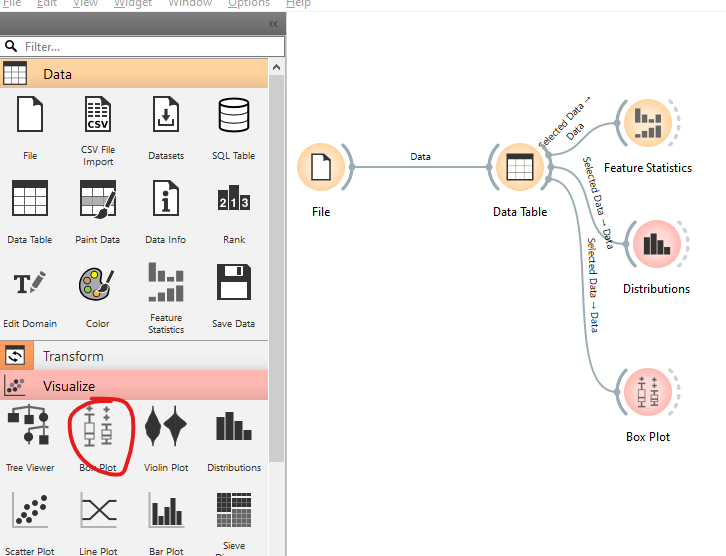 File Edit View Widget Window Options Help
Filter...
Data
File
CSV File
Import
Datasets
SQL Table
Data Table
Paint Data
Data Info
Rank
Edit Domain
Color
Feature
Statistics
Save Data
Transform
Visualize
Tree Viewer
Box Plot
Violin Plot
Distributions
Scatter Plot
Line Plot
Bar Plot
Sieve
File
Data
Data Table
Selected Data →
Data
Feature Statistics
Selected Data → Data
Distributions
Selected Data → Data
Box Plot
CSV
213